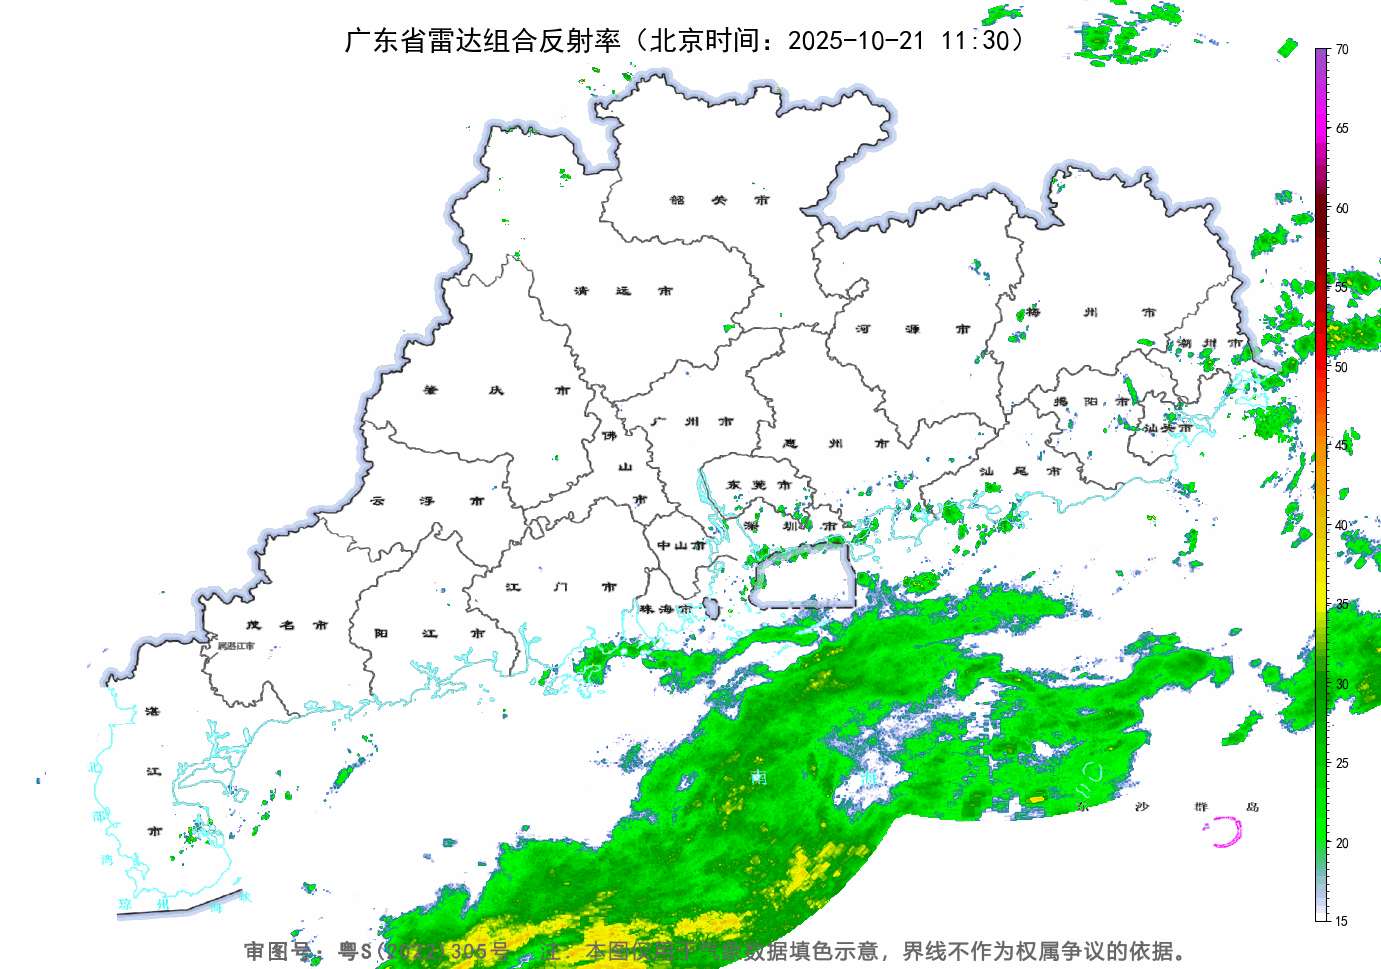 广东省雷达组合反射率（北京时间：2025-10-21 11:30）
70
65
60
55
50
45
40
35
30
25
20
15
韶关市
清远市
河源市
梅州市
潮州市
肇庆市
广州市
佛山市
惠州市
揭阳市
汕头市
汕尾市
云浮市
东莞市
深圳市
中山市
江门市
珠海市
茂名市
属湛江市
阳江市
湛江市
南海
北部湾
东沙群岛
琼州海峡
审图号：粤S(2022)305号 注：本图仅用于气象数据填色示意，界线不作为权属争议的依据。